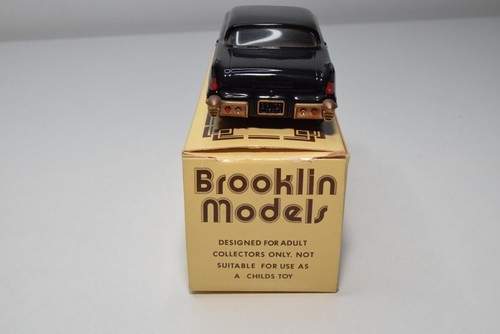 Brooklin
Models
DESIGNED FOR ADULT
COLLECTORS ONLY. NOT
SUITABLE FOR USE AS
A CHILDS TOY